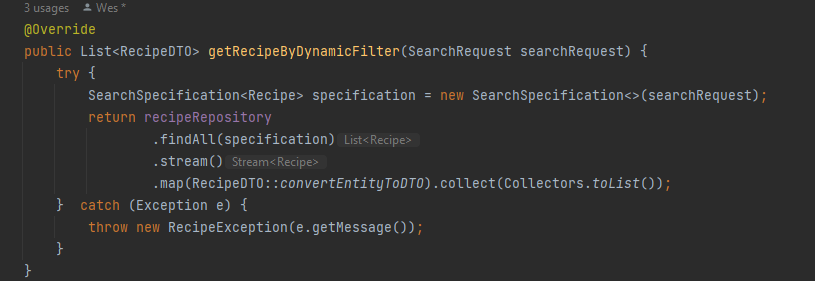 3 usages Wes *
@Override
public List<RecipeDTO> getRecipeByDynamicFilter(SearchRequest searchRequest) {
try {
SearchSpecification<Recipe> specification = new SearchSpecification<>(searchRequest);
return recipeRepository
.findAll(specification) List<Recipe>
.stream() Stream<Recipe>
.map(RecipeDTO::convertEntityToDTO).collect(Collectors.toList());
} catch (Exception e) {
throw new RecipeException(e.getMessage());
}
}